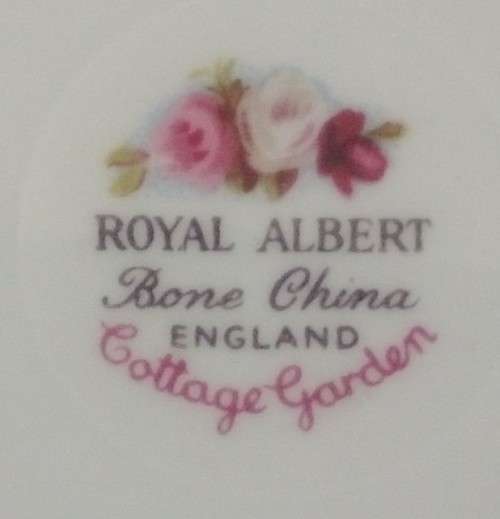 ROYAL ALBERT
Bone China
ENGLAND
Cottage Garden